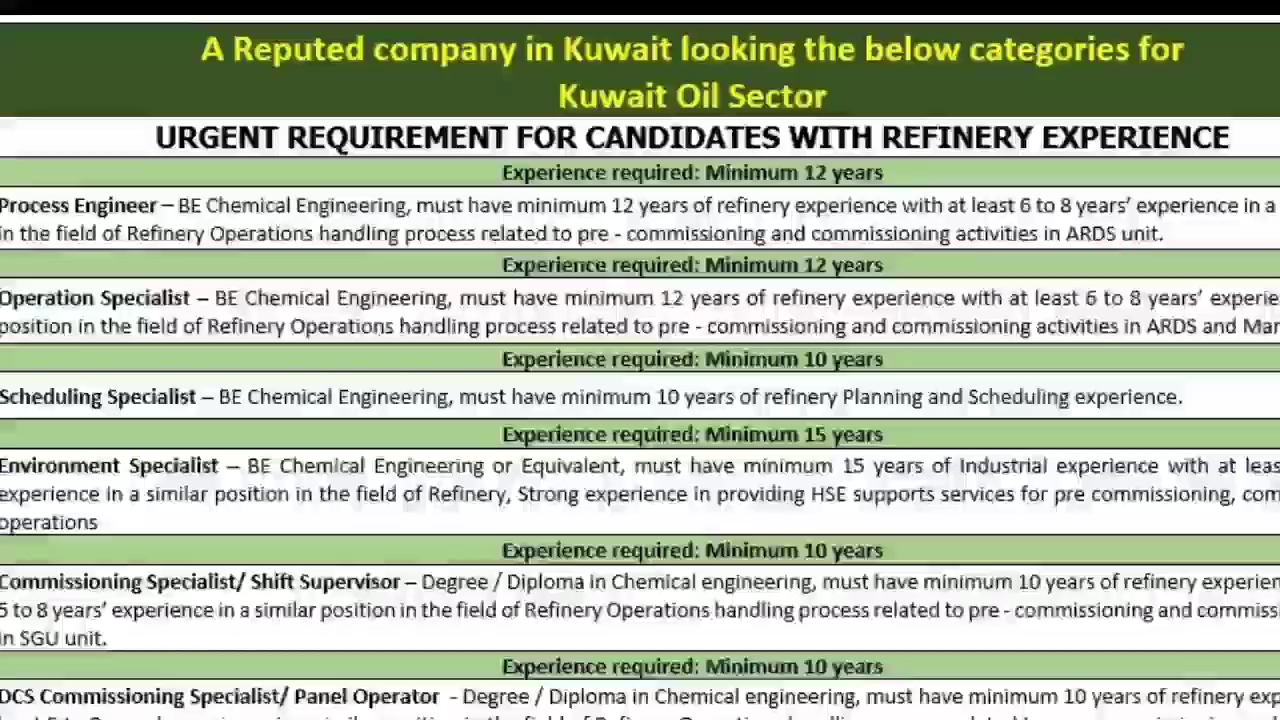 A Reputed company in Kuwait looking the below categories for
Kuwait Oil Sector
URGENT REQUIREMENT FOR CANDIDATES WITH REFINERY EXPERIENCE
Experience required: Minimum 12 years
Process Engineer – BE Chemical Engineering, must have minimum 12 years of refinery experience with at least 6 to 8 years’ experience in a
in the field of Refinery Operations handling process related to pre - commissioning and commissioning activities in ARDS unit.
Experience required: Minimum 12 years
Operation Specialist – BE Chemical Engineering, must have minimum 12 years of refinery experience with at least 6 to 8 years’ experie
position in the field of Refinery Operations handling process related to pre - commissioning and commissioning activities in ARDS and Mar
Experience required: Minimum 10 years
Scheduling Specialist – BE Chemical Engineering, must have minimum 10 years of refinery Planning and Scheduling experience.
Experience required: Minimum 15 years
Environment Specialist – BE Chemical Engineering or Equivalent, must have minimum 15 years of Industrial experience with at leas
experience in a similar position in the field of Refinery, Strong experience in providing HSE supports services for pre commissioning, com
operations
Experience required: Minimum 10 years
Commissioning Specialist/ Shift Supervisor – Degree / Diploma in Chemical engineering, must have minimum 10 years of refinery experien
5 to 8 years’ experience in a similar position in the field of Refinery Operations handling process related to pre - commissioning and commiss
in SGU unit.
Experience required: Minimum 10 years
DCS Commissioning Specialist/ Panel Operator - Degree / Diploma in Chemical engineering, must have minimum 10 years of refinery exp